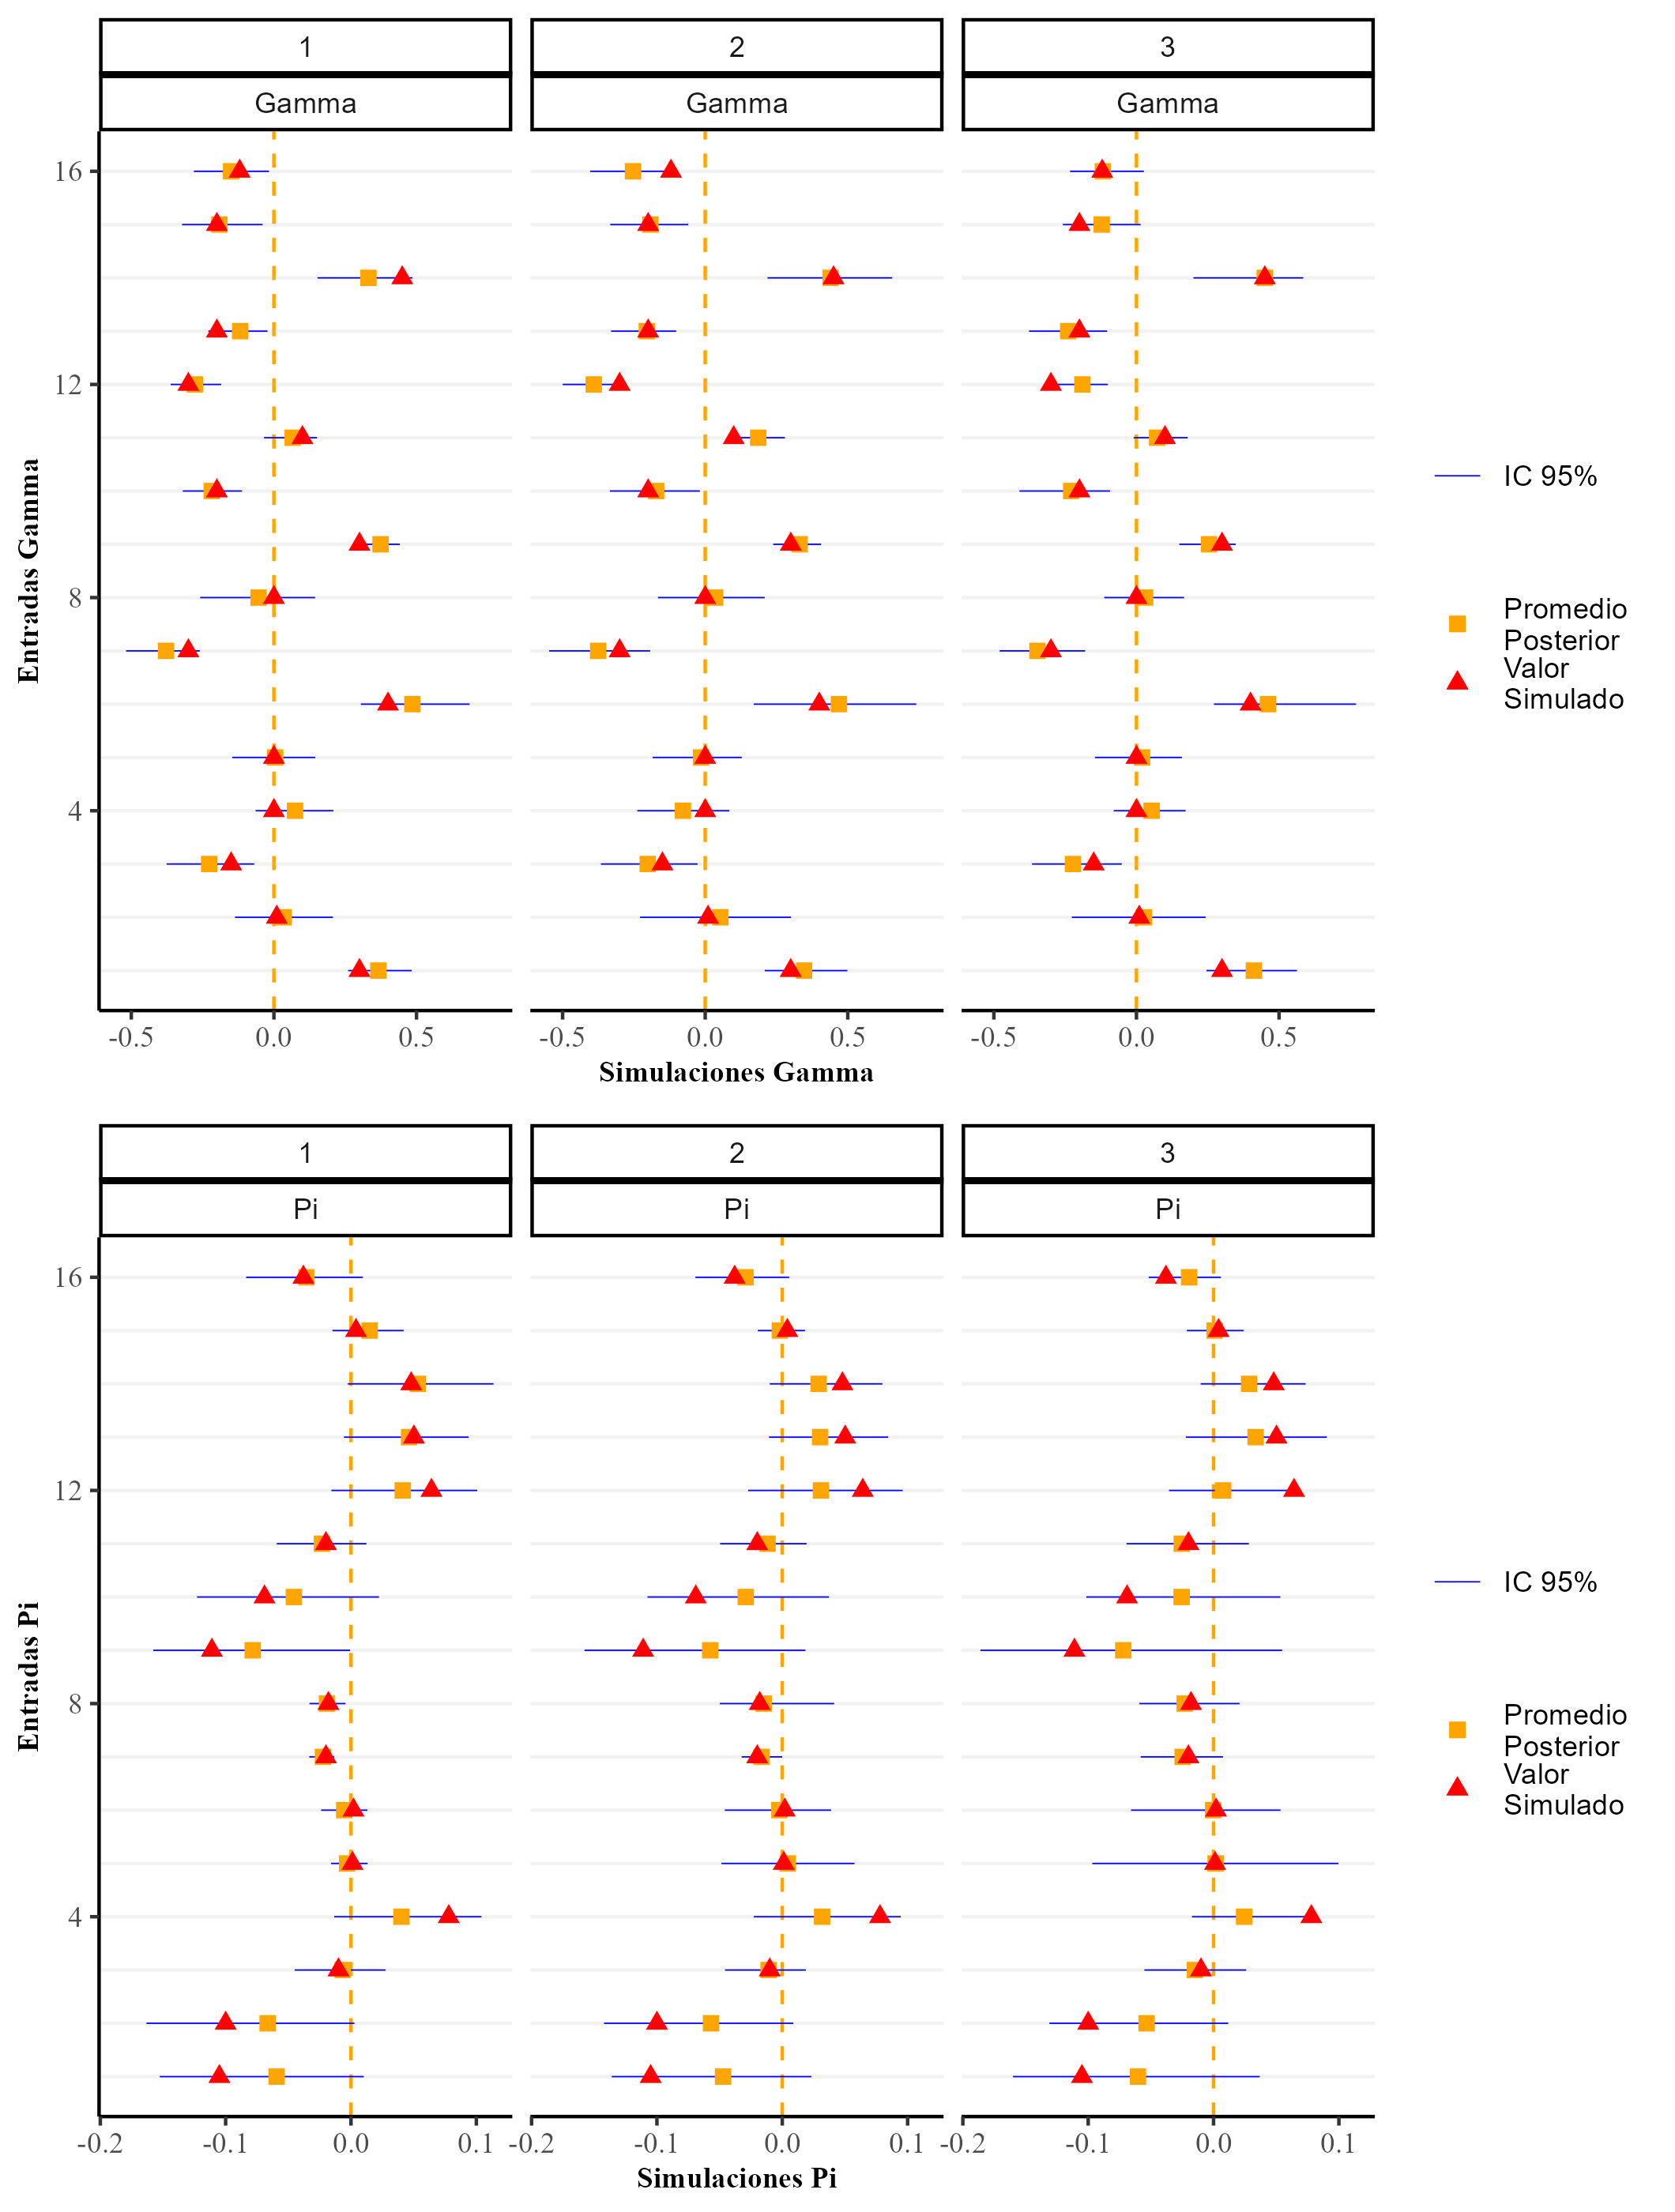 1 2 3
Gamma Gamma Gamma
16
12
8
4
Entradas Gamma
-0.5 0.0 0.5 -0.5 0.0 0.5 -0.5 0.0 0.5
Simulaciones Gamma
IC 95%
Promedio
Posterior
Valor
Simulado
1 2 3
Pi Pi Pi
16
12
8
4
Entradas Pi
-0.2 -0.1 0.0 0.1 -0.2 -0.1 0.0 0.1 -0.2 -0.1 0.0 0.1
Simulaciones Pi
IC 95%
Promedio
Posterior
Valor
Simulado